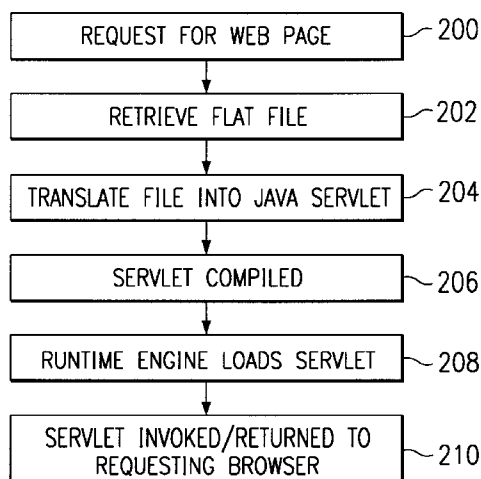 REQUEST FOR WEB PAGE
200
RETRIEVE FLAT FILE
202
TRANSLATE FILE INTO JAVA SERVLET
204
SERVLET COMPILED
206
RUNTIME ENGINE LOADS SERVLET
208
SERVLET INVOKED/RETURNED TO
REQUESTING BROWSER
210